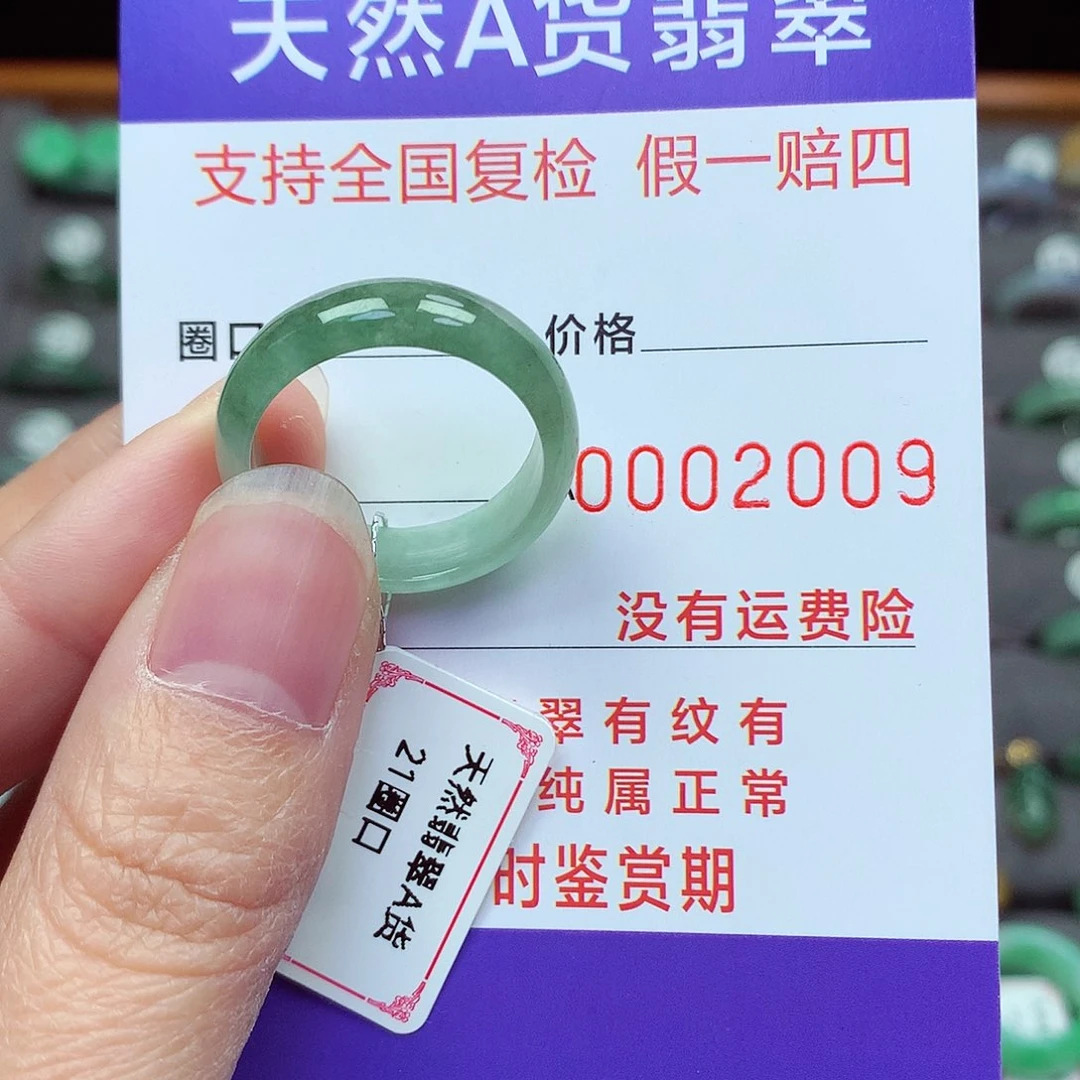 天然A货翡翠
支持全国复检 假一赔四
圈口 价格
0002009
没有运费险
翠有纹有
纯属正常
时鉴赏期
天然翡翠A货
21圈口